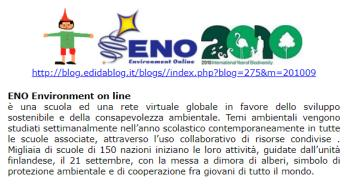 ENO
Environment Online
2010
2010 International Year of Biodiversity
http://blog.edidablog.it/blogs//index.php?blog=275&m=201009
ENO Environment on line
è una scuola ed una rete virtuale globale in favore dello sviluppo
sostenibile e della consapevolezza ambientale. Temi ambientali vengono
studiati settimanalmente nell'anno scolastico contemporaneamente in tutte
le scuole associate, attraverso l'uso collaborativo di risorse condivise .
Migliaia di scuole di 150 nazioni iniziano le loro attività, guidate dall'unità
finlandese, il 21 settembre, con la messa a dimora di alberi, simbolo di
protezione ambientale e di cooperazione fra giovani di tutto il mondo.